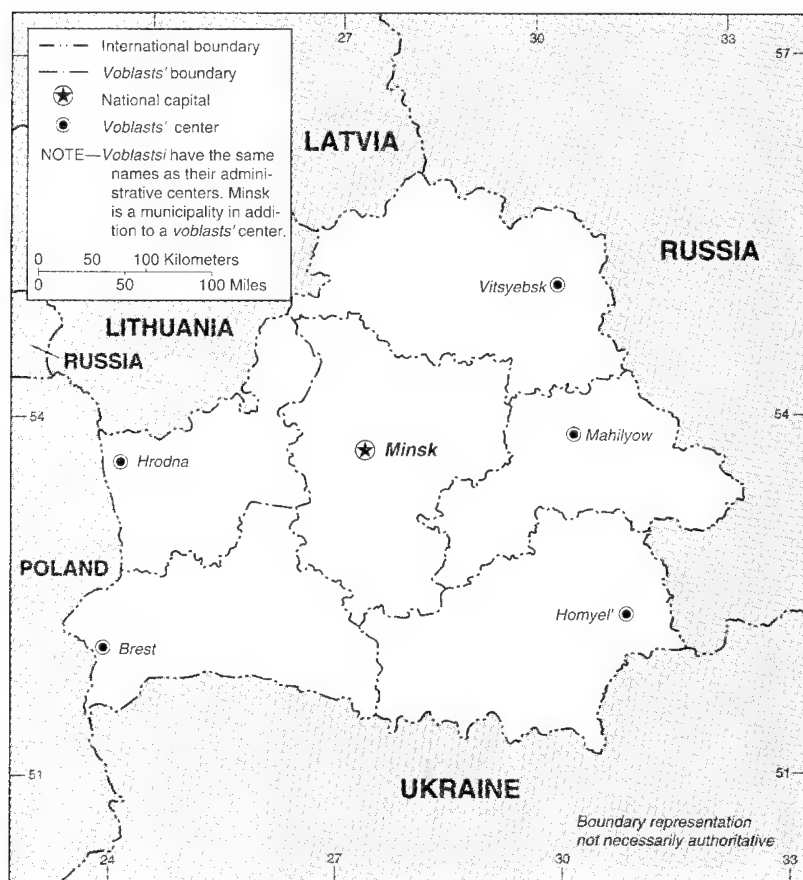 27
30
33
57
International boundary
Voblasts' boundary
National capital
Voblasts' center
NOTE—Voblastsi have the same
names as their admini-
strative centers. Minsk
is a municipality in addi-
tion to a voblasts' center.
0 50 100 Kilometers
0 50 100 Miles
LATVIA
RUSSIA
Vitsyebsk
LITHUANIA
RUSSIA
54
54
Mahilyow
Minsk
Hrodna
POLAND
Homyel'
Brest
51
51
UKRAINE
Boundary representation
not necessarily authoritative
24
27
30
33